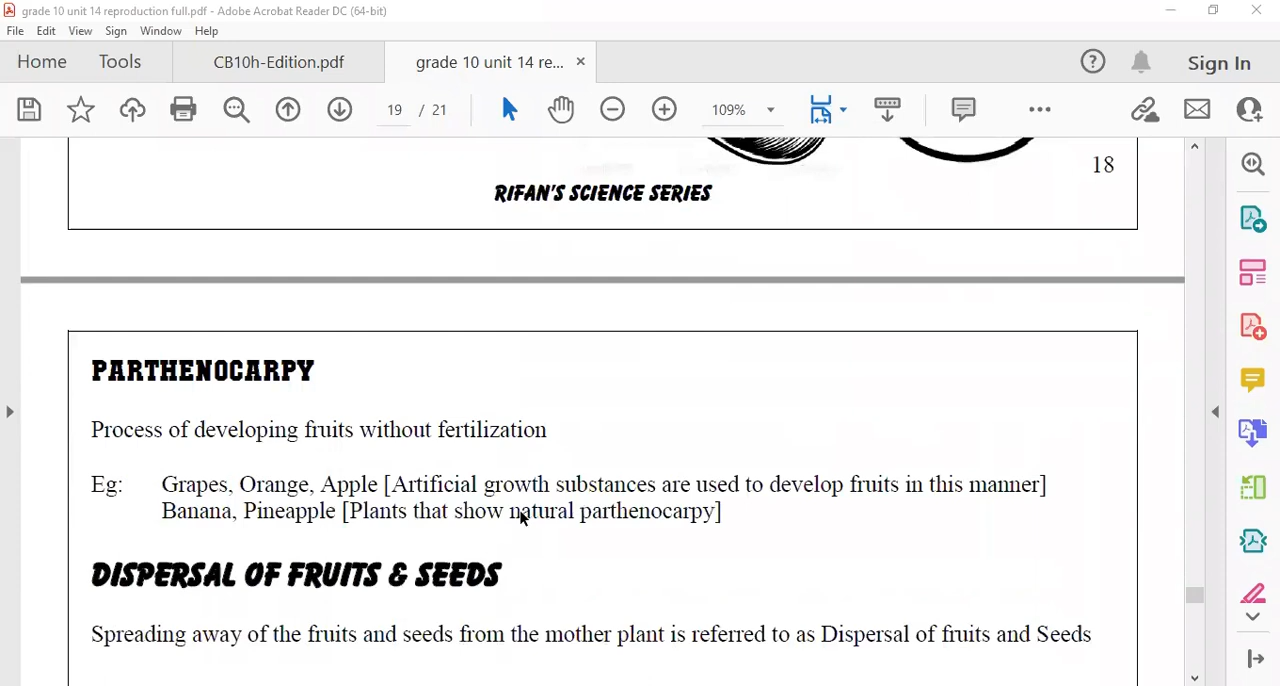 grade 10 unit 14 reproduction full.pdf - Adobe Acrobat Reader DC (64-bit)
File Edit View Sign Window Help
Home Tools CB10h-Edition.pdf grade 10 unit 14 re... × Sign In
19 / 21 109%
18
RIFAN'S SCIENCE SERIES
PARTHENOCARPY
Process of developing fruits without fertilization
Eg: Grapes, Orange, Apple [Artificial growth substances are used to develop fruits in this manner]
Banana, Pineapple [Plants that show natural parthenocarpy]
DISPERSAL OF FRUITS & SEEDS
Spreading away of the fruits and seeds from the mother plant is referred to as Dispersal of fruits and Seeds